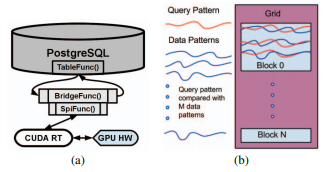 PostgreSQL
TableFunc()
BridgeFunc()
SpiFunc()
CUDA RT
GPU HW
(a)
Query Pattern
Data Patterns
Query
pattern
compared with
M data
patterns
Grid
Block 0
Block N
(b)